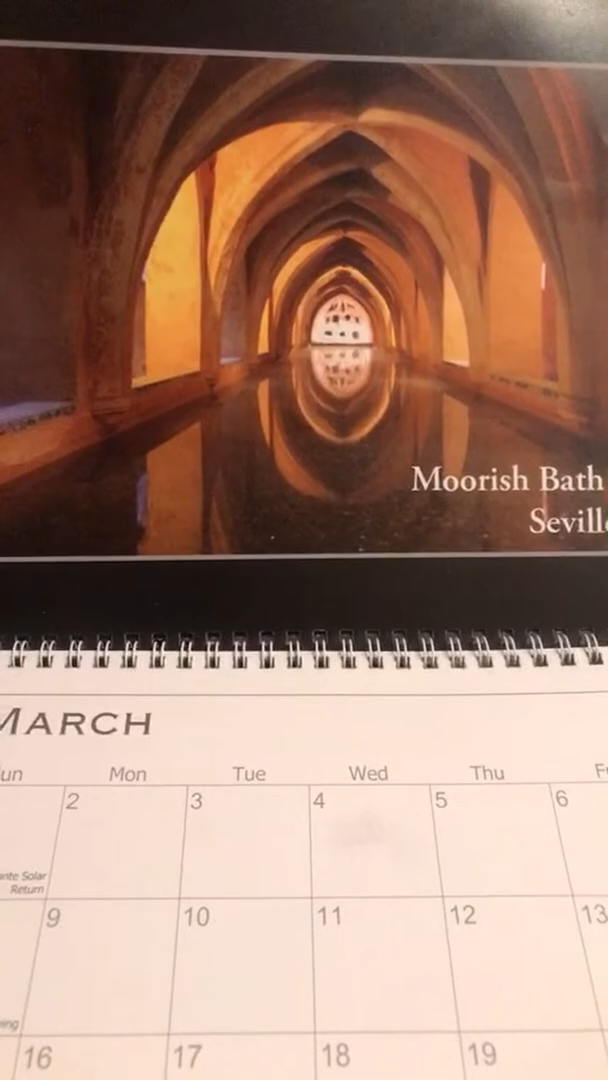 Moorish Bath
Seville
MARCH
Mon Tue Wed Thu
2 3 4 5 6
Solar
Return
9 10 11 12 13
16 17 18 19